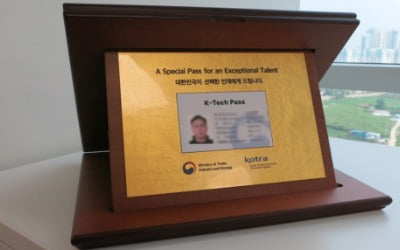 A Special Pass for an Exceptional Talent
대한민국이 선택한 인재에게 드립니다.
K-Tech Pass
Ministry of Trade,
Industry and Energy
kotra